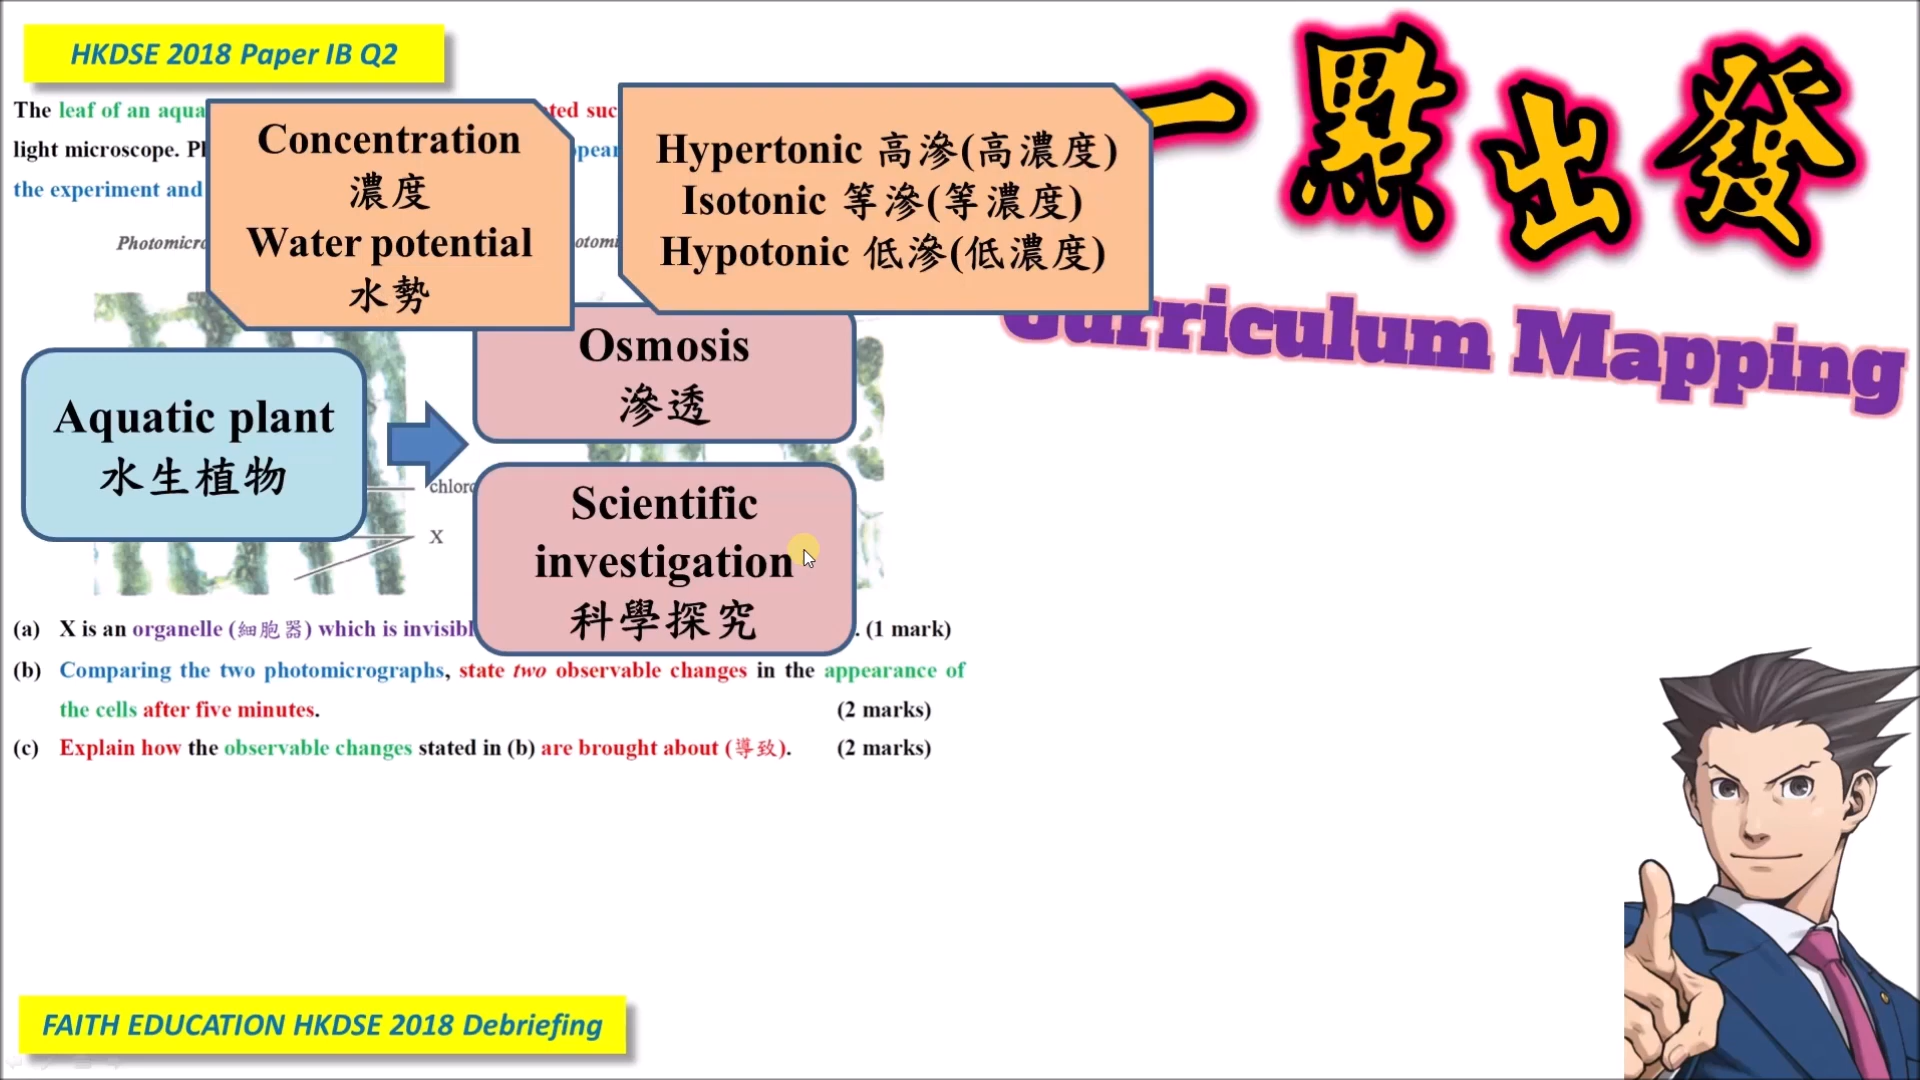 HKDSE 2018 Paper IB Q2
一點出發
Curriculum Mapping
The leaf of an aqua
light microscope. Pl
the experiment and
Photomicro
Concentration
濃度
Water potential
水勢
Hypertonic 高滲(高濃度)
Isotonic 等滲(等濃度)
Hypotonic 低滲(低濃度)
Aquatic plant
水生植物
Osmosis
滲透
chloro
X
Scientific
investigation
科學探究
(a) X is an organelle (細胞器) which is invisibl . (1 mark)
(b) Comparing the two photomicrographs, state two observable changes in the appearance of
the cells after five minutes. (2 marks)
(c) Explain how the observable changes stated in (b) are brought about (導致). (2 marks)
FAITH EDUCATION HKDSE 2018 Debriefing